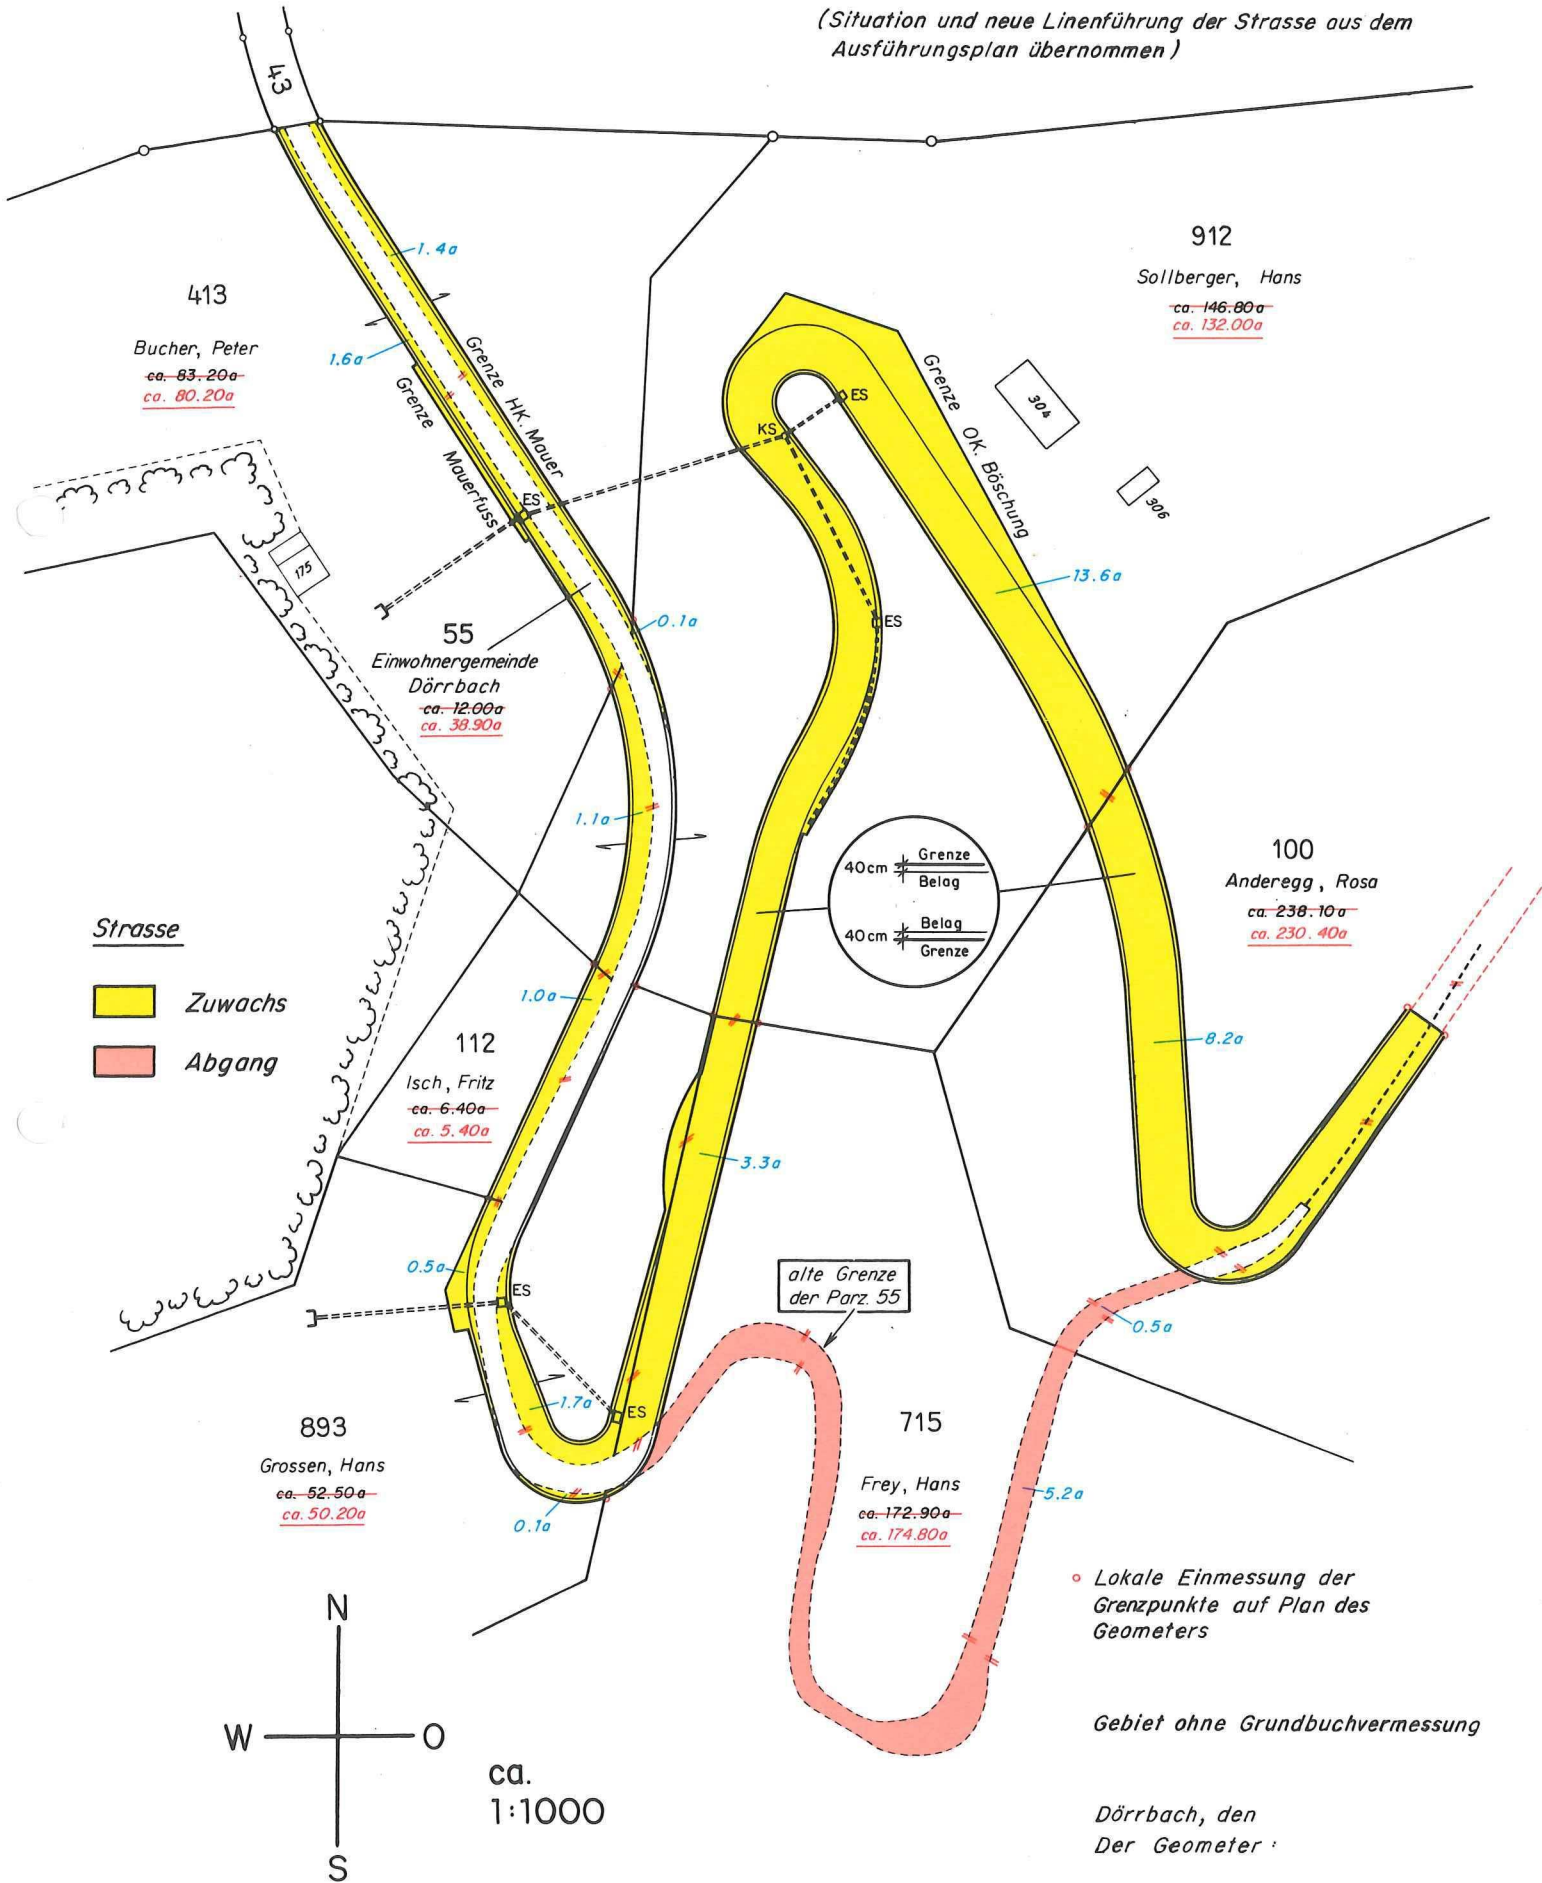 (Situation und neue Linenführung der Strasse aus dem
Ausführungsplan übernommen)
43
912
Sollberger, Hans
ca. 146.80a
ca. 132.00a
1.4a
413
Bucher, Peter
ca. 83.20a
ca. 80.20a
1.6a
Grenze HK. Mauer
Grenze Mauerfuss
Grenze OK. Böschung
304
306
ES
KS
ES
175
13.6a
0.1a
ES
55
Einwohnergemeinde
Dörrbach
ca. 12.00a
ca. 38.90a
1.1a
40cm Grenze
Belag
Belag
40cm
Grenze
100
Anderegg, Rosa
ca. 238.10a
ca. 230.40a
Strasse
Zuwachs
Abgang
1.0a
112
Isch, Fritz
ca. 6.40a
ca. 5.40a
8.2a
3.3a
0.5a
ES
alte Grenze
der Parz. 55
0.5a
1.7a
ES
893
Grossen, Hans
ca. 52.50a
ca. 50.20a
0.1a
715
Frey, Hans
ca. 172.90a
ca. 174.80a
5.2a
Lokale Einmessung der
Grenzpunkte auf Plan des
Geometers
N
W
O
S
ca.
1:1000
Gebiet ohne Grundbuchvermessung
Dörrbach, den
Der Geometer :